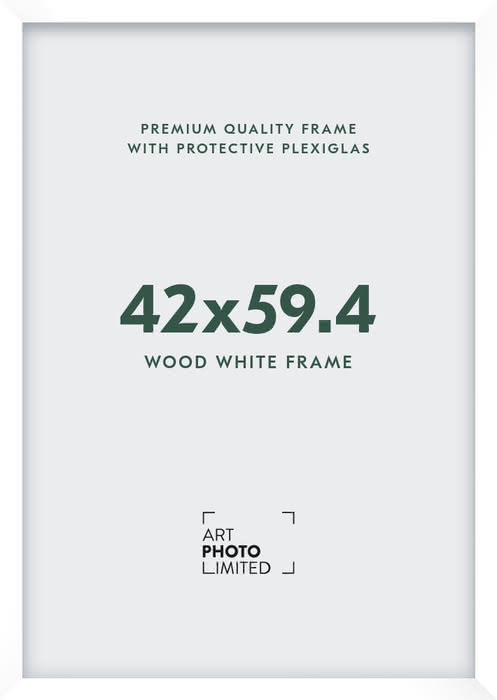 PREMIUM QUALITY FRAME
WITH PROTECTIVE PLEXIGLAS
42x59.4
WOOD WHITE FRAME
ART
PHOTO
LIMITED